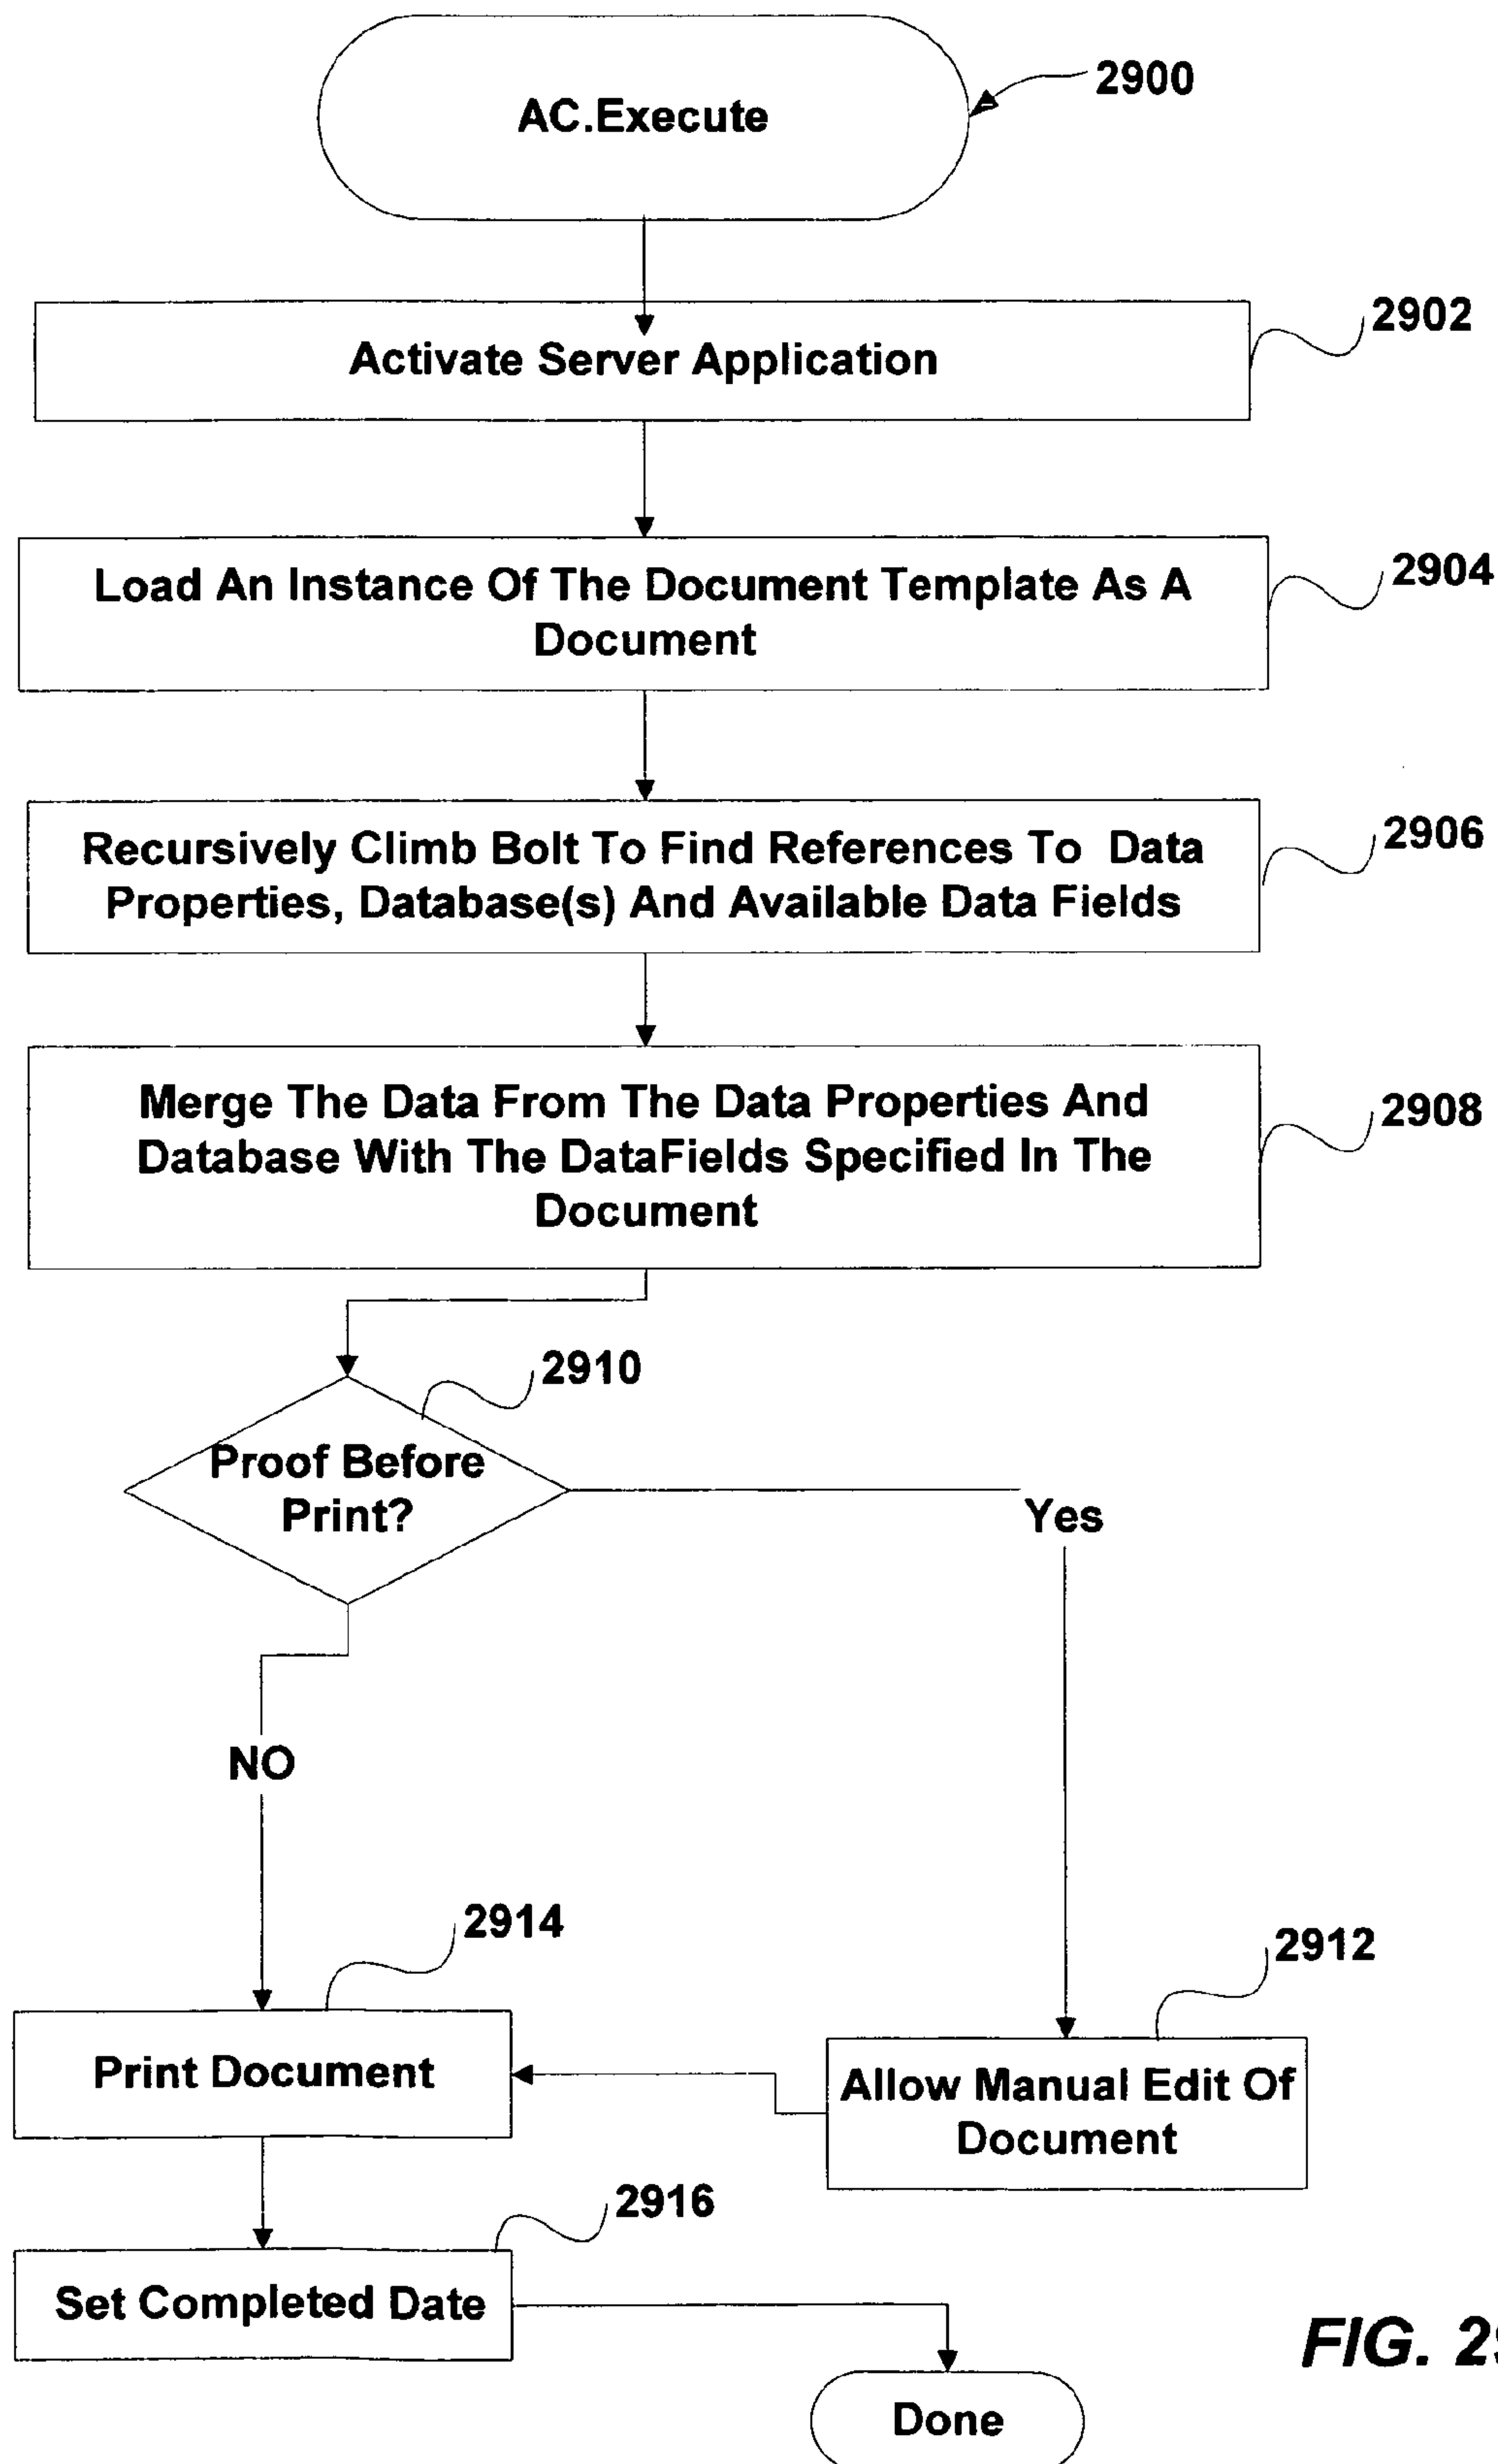 AC.Execute
2900
Activate Server Application
2902
Load An Instance Of The Document Template As A
Document
2904
Recursively Climb Bolt To Find References To Data
Properties, Database(s) And Available Data Fields
2906
Merge The Data From The Data Properties And
Database With The DataFields Specified In The
Document
2908
2910
Proof Before
Print?
Yes
NO
2914
2912
Print Document
Allow Manual Edit Of
Document
2916
Set Completed Date
FIG. 29
Done